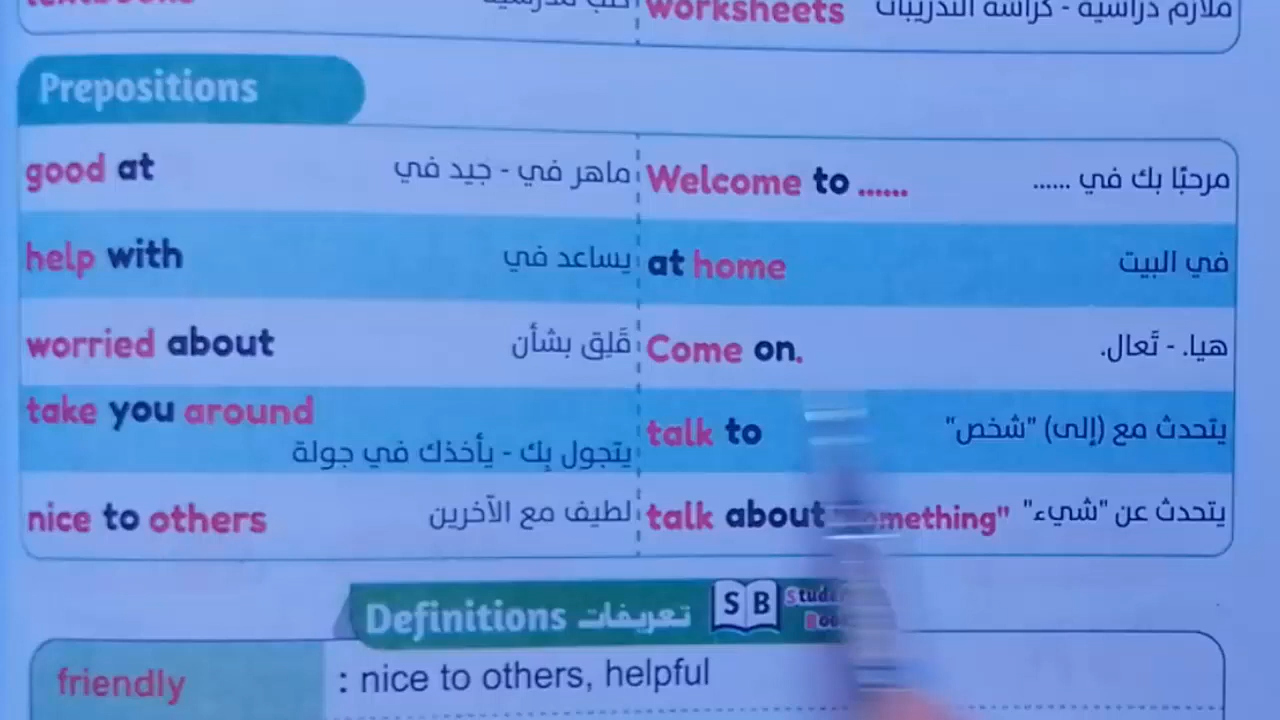 worksheets ملازم دراسية - كراسة التدريبات
Prepositions
good at ماهر في - جيد في
Welcome to ...... مرحبًا بك في ......
help with يساعد في
at home في البيت
worried about قَلِق بشأن
Come on. هيا. - تَعال.
take you around
يتجول بِك - يأخذك في جولة
talk to يتحدث مع (إلى) "شخص"
nice to others لطيف مع الآخرين
talk about يتحدث عن "شيء"
Definitions تعريفات SB
friendly : nice to others, helpful